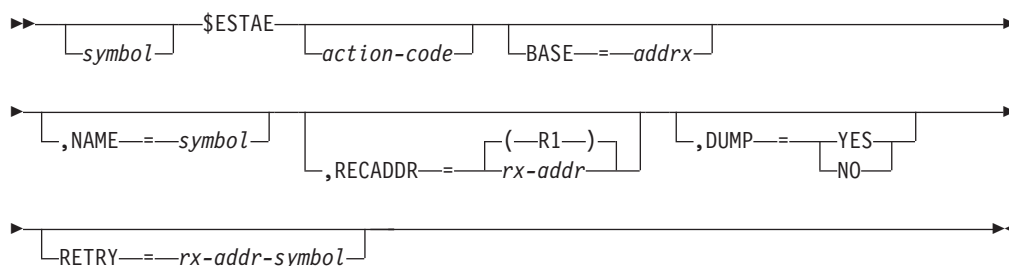 symbol $ESTAE action-code BASE = addrx
,NAME = symbol ,RECADDR = ( R1 ) rx-addr ,DUMP = YES NO
RETRY = rx-addr-symbol